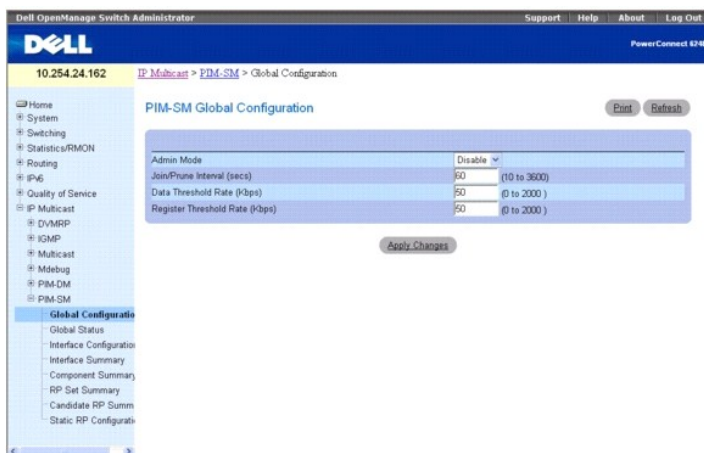 Dell OpenManage Switch Administrator
Support Help About Log Out
DELL
PowerConnect 624
10.254.24.162
IP Multicast > PIM-SM > Global Configuration
Home
System
Switching
Statistics/RMON
Routing
IPv6
Quality of Service
IP Multicast
DVMRP
IGMP
Multicast
Mdebug
PIM-DM
PIM-SM
Global Configuratio
Global Status
Interface Configuration
Interface Summary
Component Summary
RP Set Summary
Candidate RP Summ
Static RP Configurati
PIM-SM Global Configuration
Print Refresh
Admin Mode Disable
Join/Prune Interval (secs) 60 (10 to 3600)
Data Threshold Rate (Kbps) 50 (0 to 2000 )
Register Threshold Rate (Kbps) 50 (0 to 2000 )
Apply Changes